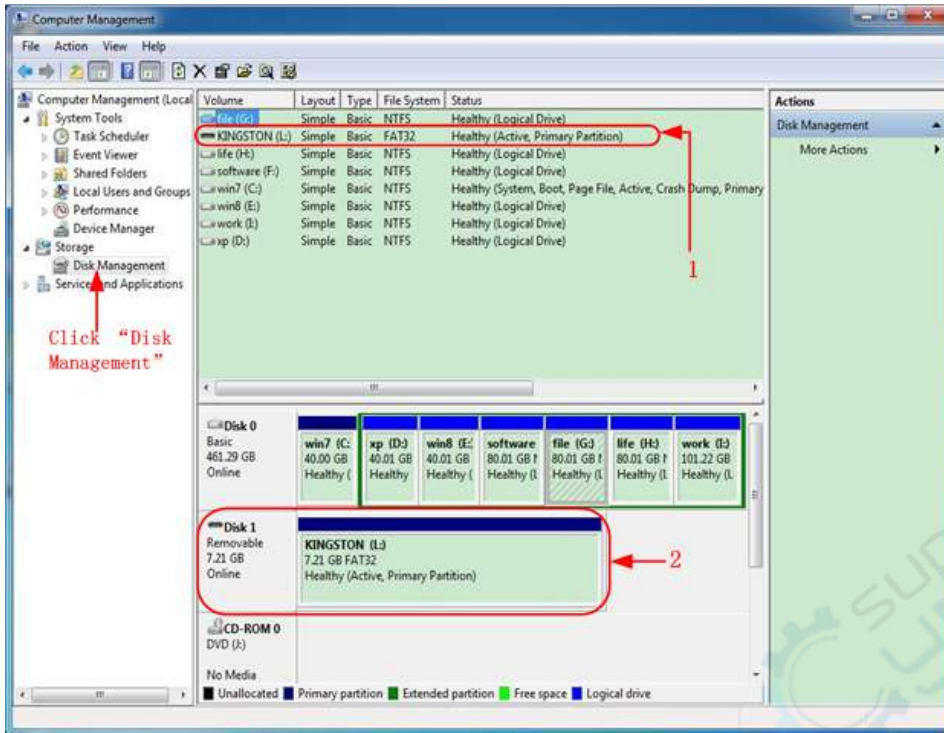 Computer Management
File Action View Help
Computer Management (Local
System Tools
Task Scheduler
Event Viewer
Shared Folders
Local Users and Groups
Performance
Device Manager
Storage
Disk Management
Services and Applications
Click “Disk
Management”
Volume Layout Type File System Status
file (G:) Simple Basic NTFS Healthy (Logical Drive)
KINGSTON (L:) Simple Basic FAT32 Healthy (Active, Primary Partition)
life (H:) Simple Basic NTFS Healthy (Logical Drive)
software (F:) Simple Basic NTFS Healthy (Logical Drive)
win7 (C:) Simple Basic NTFS Healthy (System, Boot, Page File, Active, Crash Dump, Primary
win8 (E:) Simple Basic NTFS Healthy (Logical Drive)
work (I:) Simple Basic NTFS Healthy (Logical Drive)
xp (D:) Simple Basic NTFS Healthy (Logical Drive)
1
Actions
Disk Management
More Actions
Disk 0
Basic
461.29 GB
Online
win7 (C: xp (D:) win8 (E: software file (G:) life (H:) work (I:)
40.00 GB 40.01 GB 40.01 GB 80.01 GB 80.01 GB 80.01 GB 101.22 GB
Healthy ( Healthy Healthy ( Healthy (L Healthy (L Healthy (L Healthy (L
Disk 1
Removable
7.21 GB
Online
KINGSTON (L:)
7.21 GB FAT32
Healthy (Active, Primary Partition)
2
CD-ROM 0
DVD (J:)
No Media
Unallocated Primary partition Extended partition Free space Logical drive